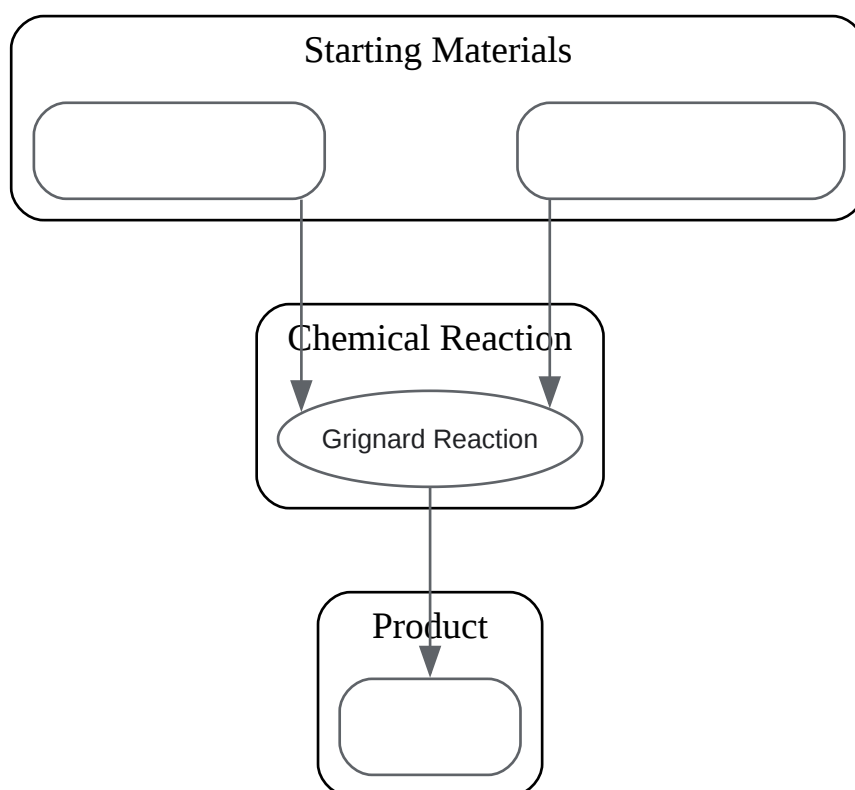 Starting Materials
Chemical Reaction
Grignard Reaction
Product